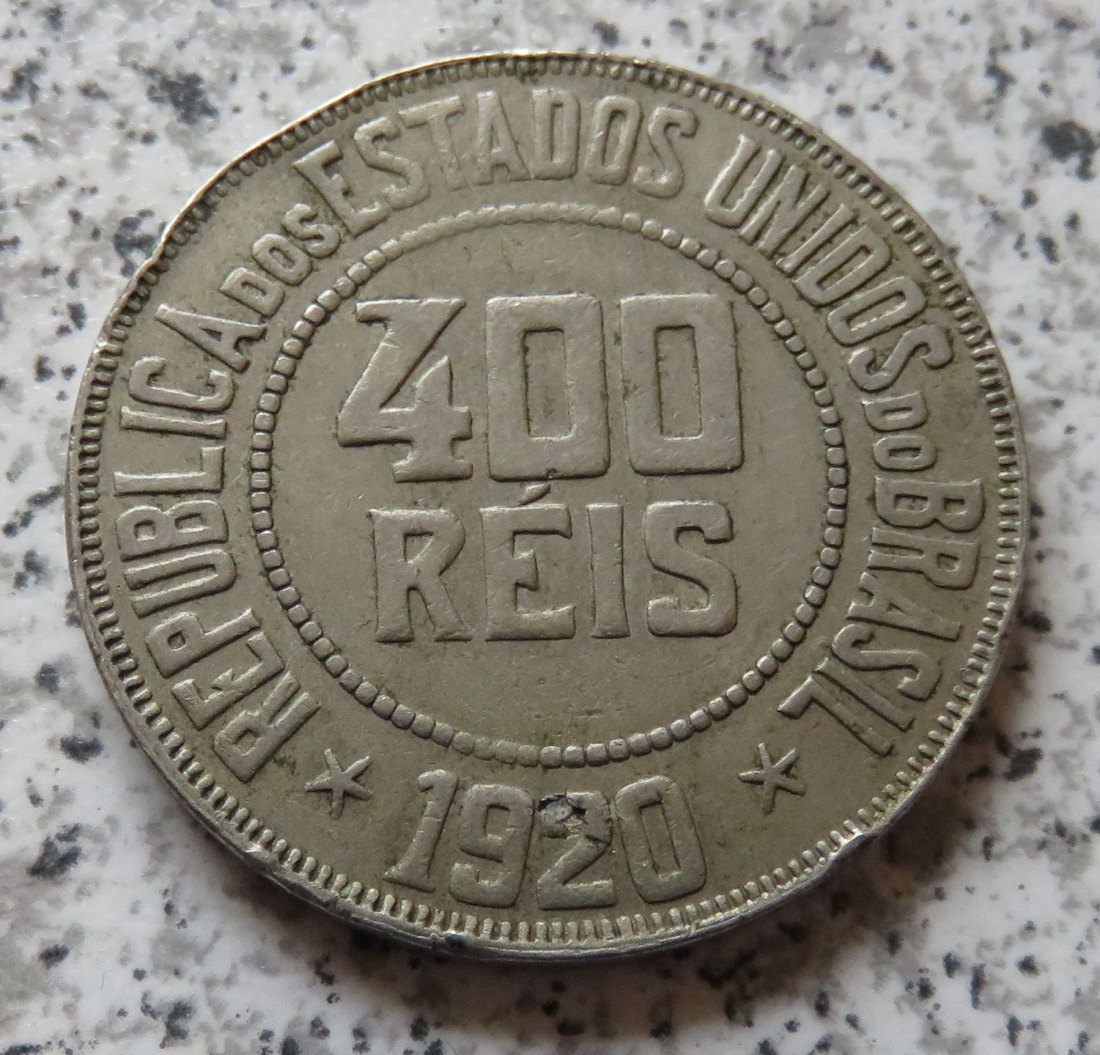 REPUBLICA DOS ESTADOS UNIDOS DO BRASIL
400
RÉIS
1920